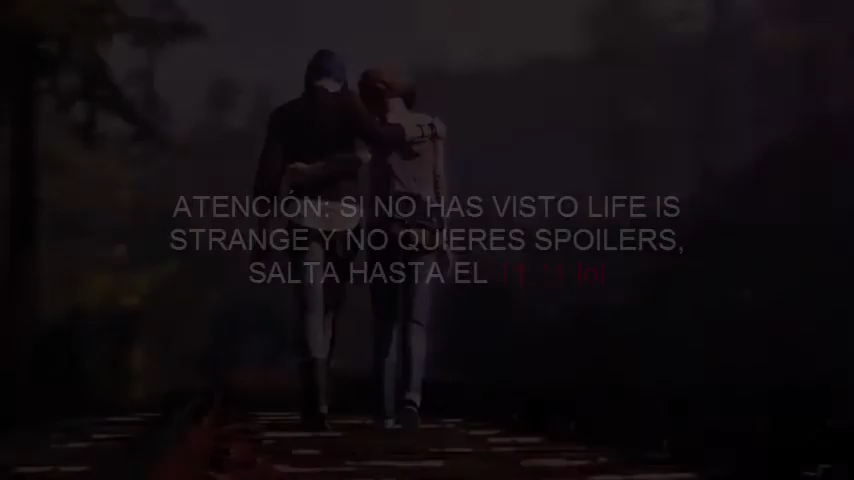 ATENCIÓN: SI NO HAS VISTO LIFE IS
STRANGE Y NO QUIERES SPOILERS,
SALTA HASTA EL